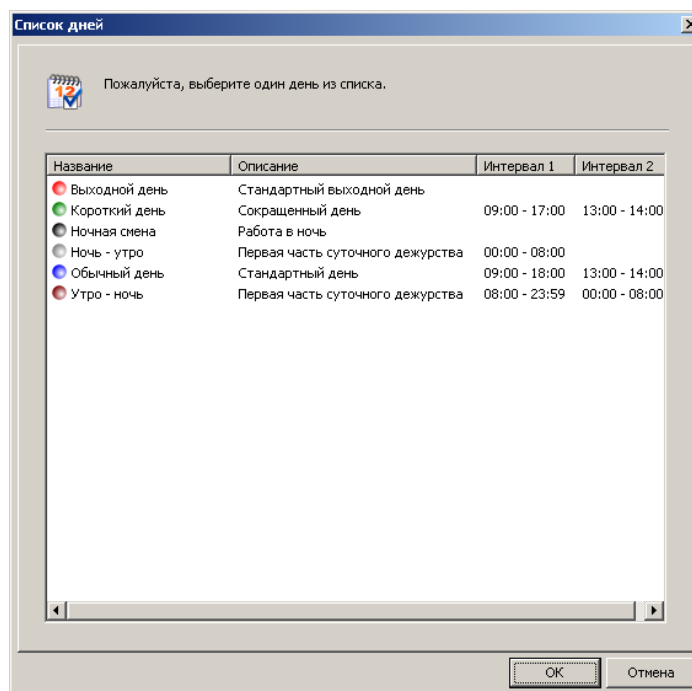 Список дней
12
Пожалуйста, выберите один день из списка.
Название Описание Интервал 1 Интервал 2
Выходной день Стандартный выходной день
Короткий день Сокращенный день 09:00 - 17:00 13:00 - 14:00
Ночная смена Работа в ночь
Ночь - утро Первая часть суточного дежурства 00:00 - 08:00
Обычный день Стандартный день 09:00 - 18:00 13:00 - 14:00
Утро - ночь Первая часть суточного дежурства 08:00 - 23:59 00:00 - 08:00
OK Отмена